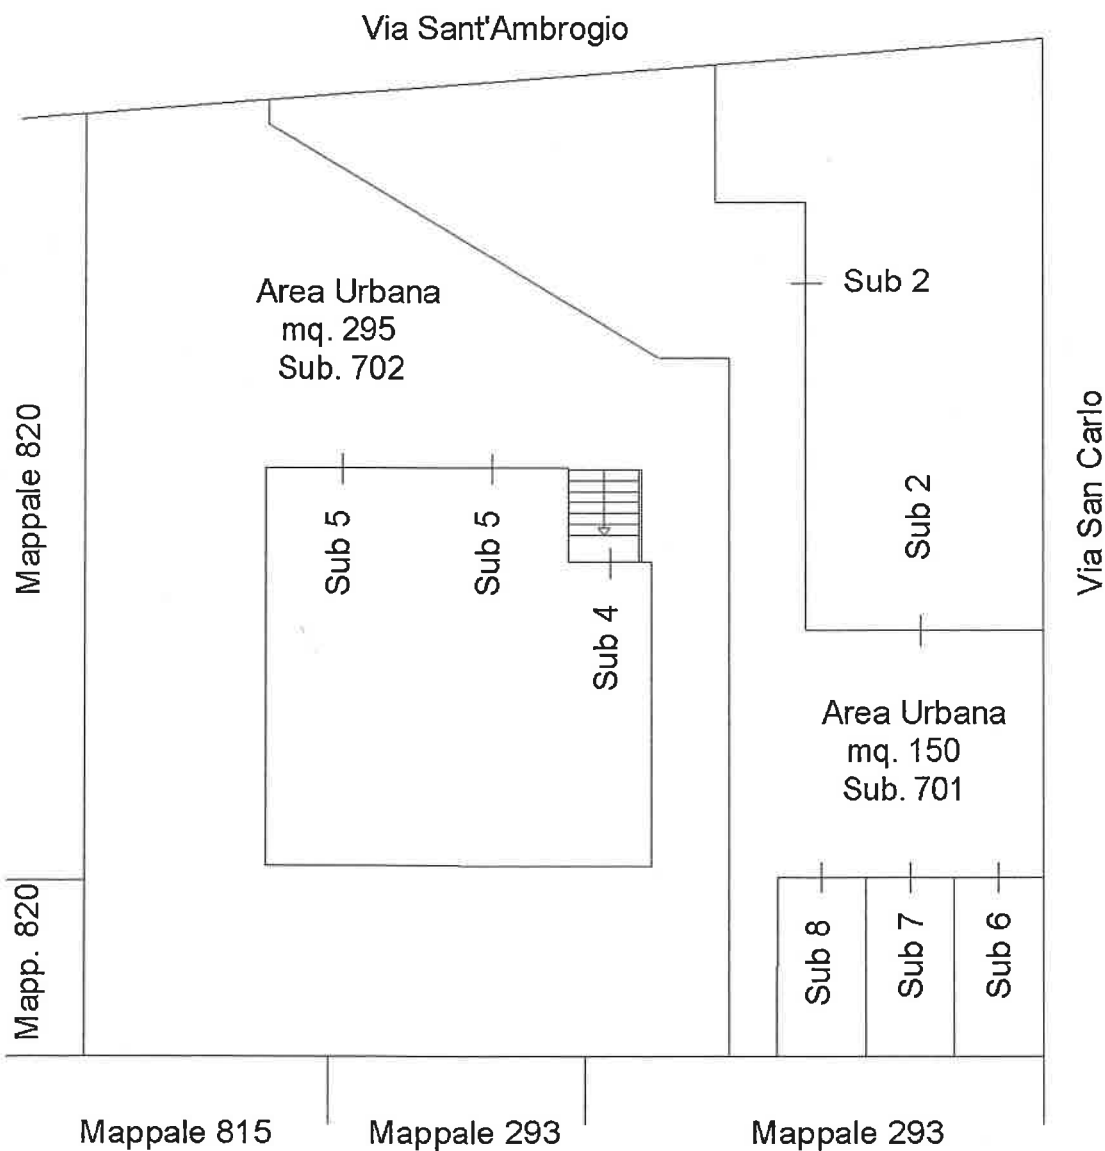 Via Sant'Ambrogio
Area Urbana
mq. 295
Sub. 702
Sub 2
Mappale 820
Via San Carlo
Sub 5
Sub 5
Sub 2
Sub 4
Area Urbana
mq. 150
Sub. 701
Mapp. 820
Sub 8
Sub 7
Sub 6
Mappale 815
Mappale 293
Mappale 293